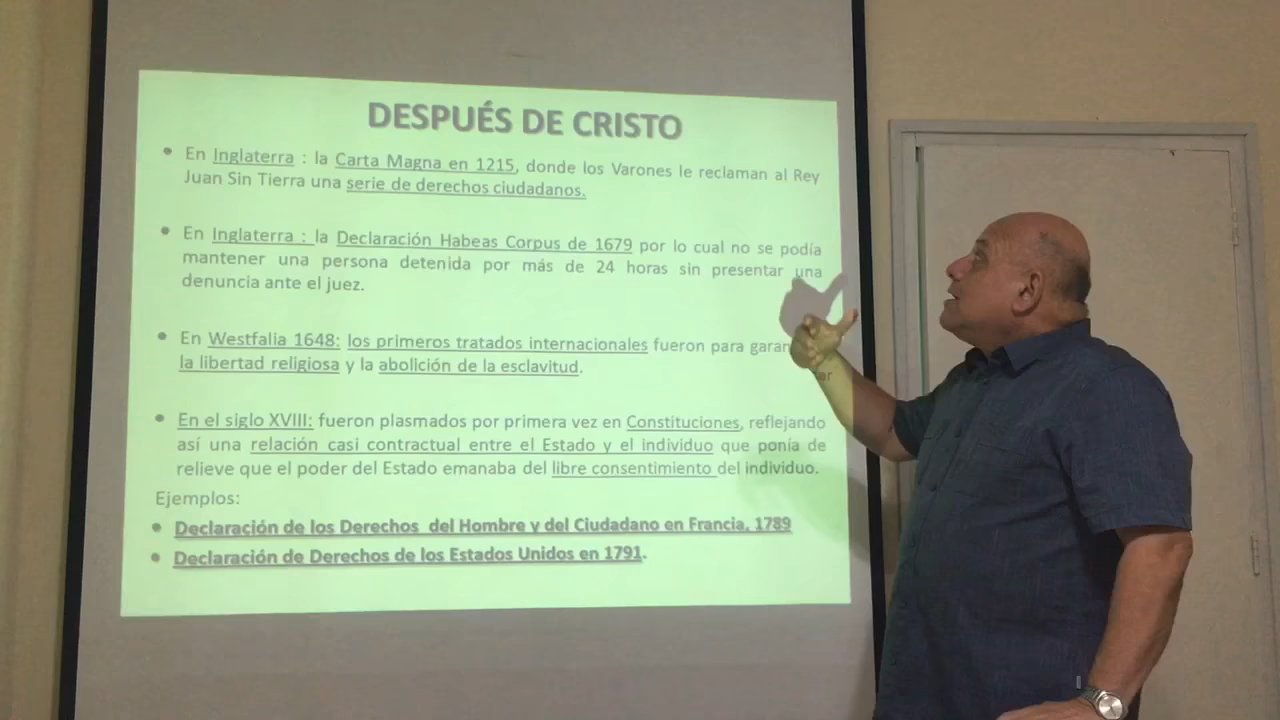 DESPUÉS DE CRISTO
• En Inglaterra : la Carta Magna en 1215, donde los Varones le reclaman al Rey
Juan Sin Tierra una serie de derechos ciudadanos.
• En Inglaterra : la Declaración Habeas Corpus de 1679 por lo cual no se podía
mantener una persona detenida por más de 24 horas sin presentar una
denuncia ante el juez.
• En Westfalia 1648: los primeros tratados internacionales fueron para
la libertad religiosa y la abolición de la esclavitud.
• En el siglo XVIII: fueron plasmados por primera vez en Constituciones, reflejando
así una relación casi contractual entre el Estado y el individuo que ponía de
relieve que el poder del Estado emanaba del libre consentimiento del individuo.
Ejemplos:
• Declaración de los Derechos del Hombre y del Ciudadano en Francia, 1789
• Declaración de Derechos de los Estados Unidos en 1791.